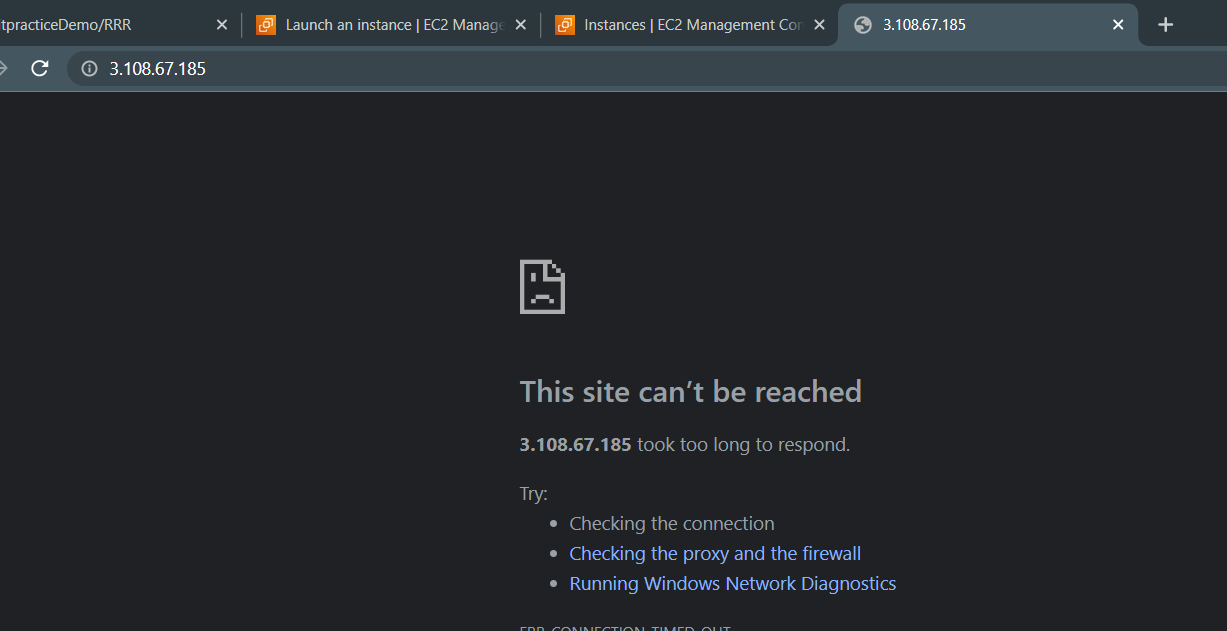 tpracticeDemo/RRR
Launch an instance | EC2 Manage
Instances | EC2 Management Con
3.108.67.185
3.108.67.185
This site can't be reached
3.108.67.185 took too long to respond.
Try:
Checking the connection
Checking the proxy and the firewall
Running Windows Network Diagnostics
ERR_CONNECTION_TIMED_OUT